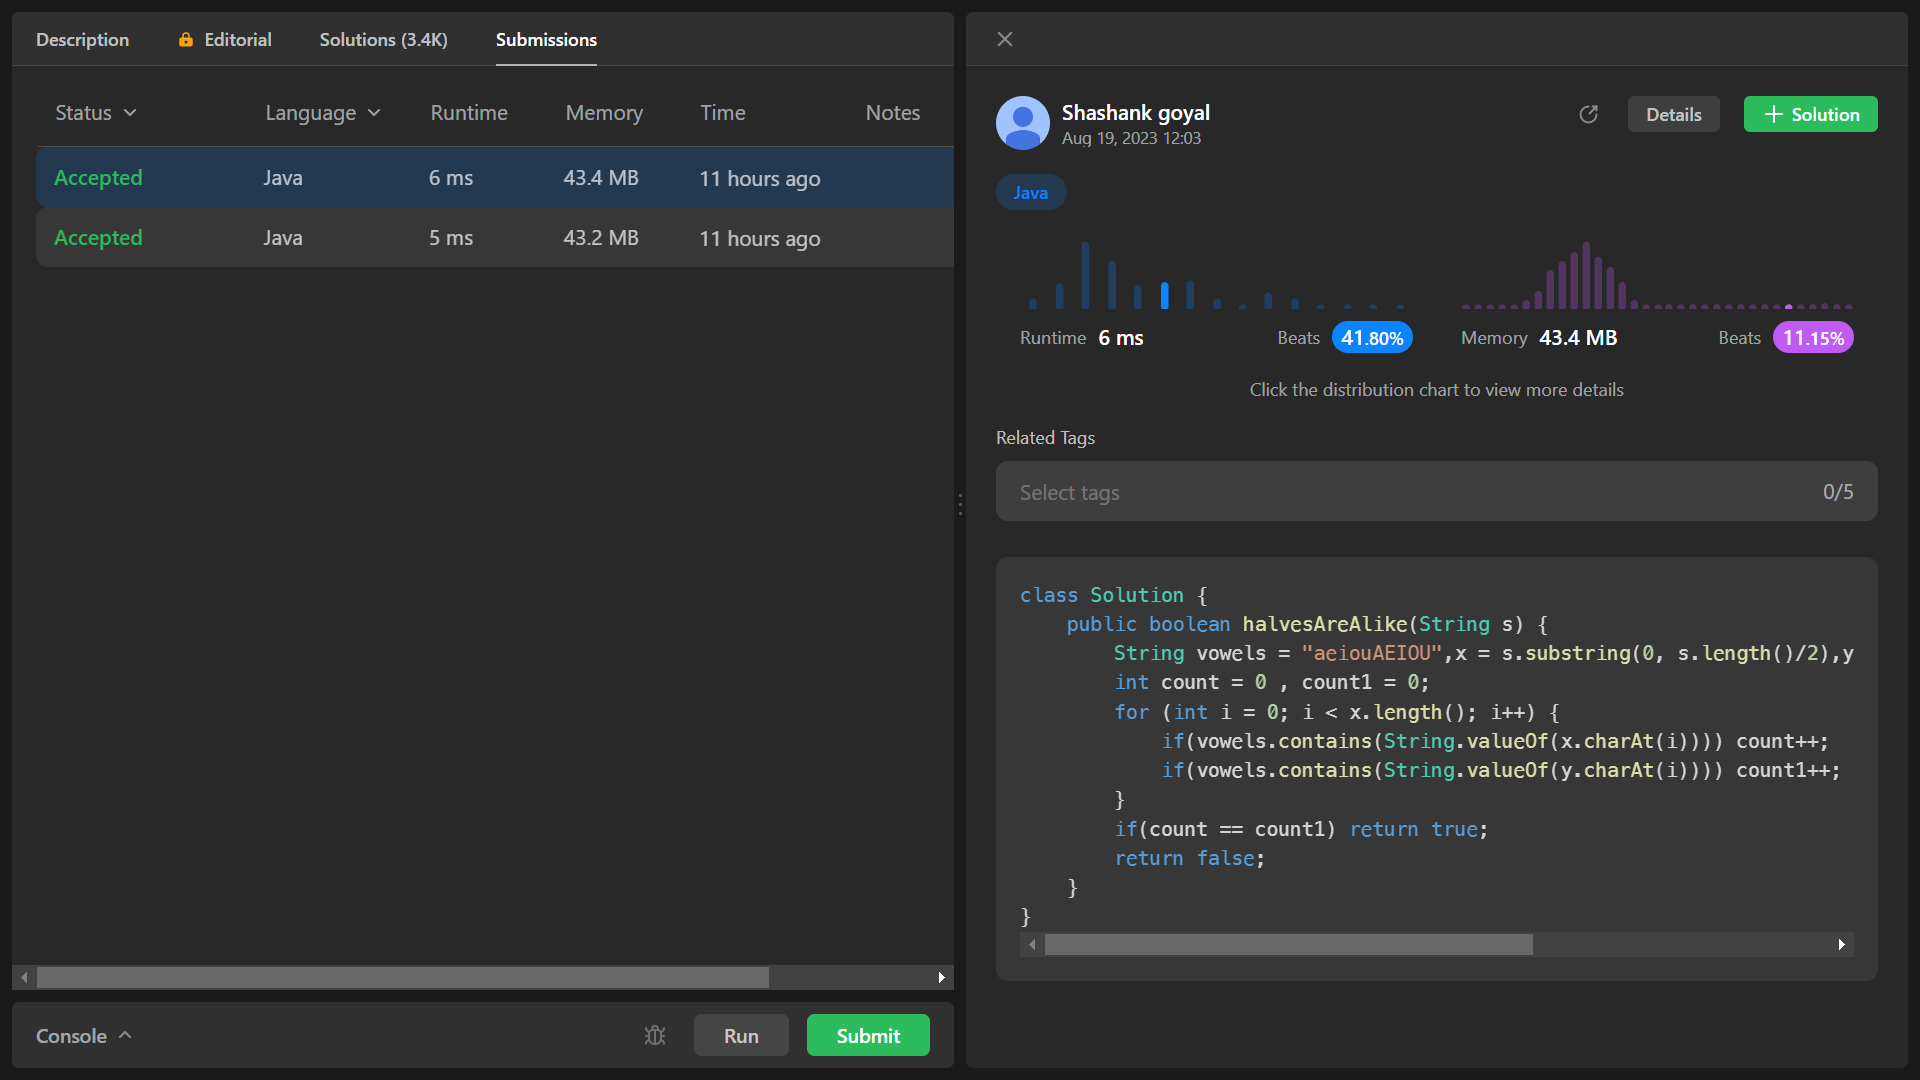 Description Editorial Solutions (3.4K) Submissions
Status Language Runtime Memory Time Notes
Accepted Java 6 ms 43.4 MB 11 hours ago
Accepted Java 5 ms 43.2 MB 11 hours ago
Console Run Submit
Shashank goyal
Aug 19, 2023 12:03
Details + Solution
Java
Runtime 6 ms Beats 41.80% Memory 43.4 MB Beats 11.15%
Click the distribution chart to view more details
Related Tags
Select tags 0/5
class Solution {
    public boolean halvesAreAlike(String s) {
        String vowels = "aeiouAEIOU",x = s.substring(0, s.length()/2),y
        int count = 0 , count1 = 0;
        for (int i = 0; i < x.length(); i++) {
            if(vowels.contains(String.valueOf(x.charAt(i)))) count++;
            if(vowels.contains(String.valueOf(y.charAt(i)))) count1++;
        }
        if(count == count1) return true;
        return false;
    }
}